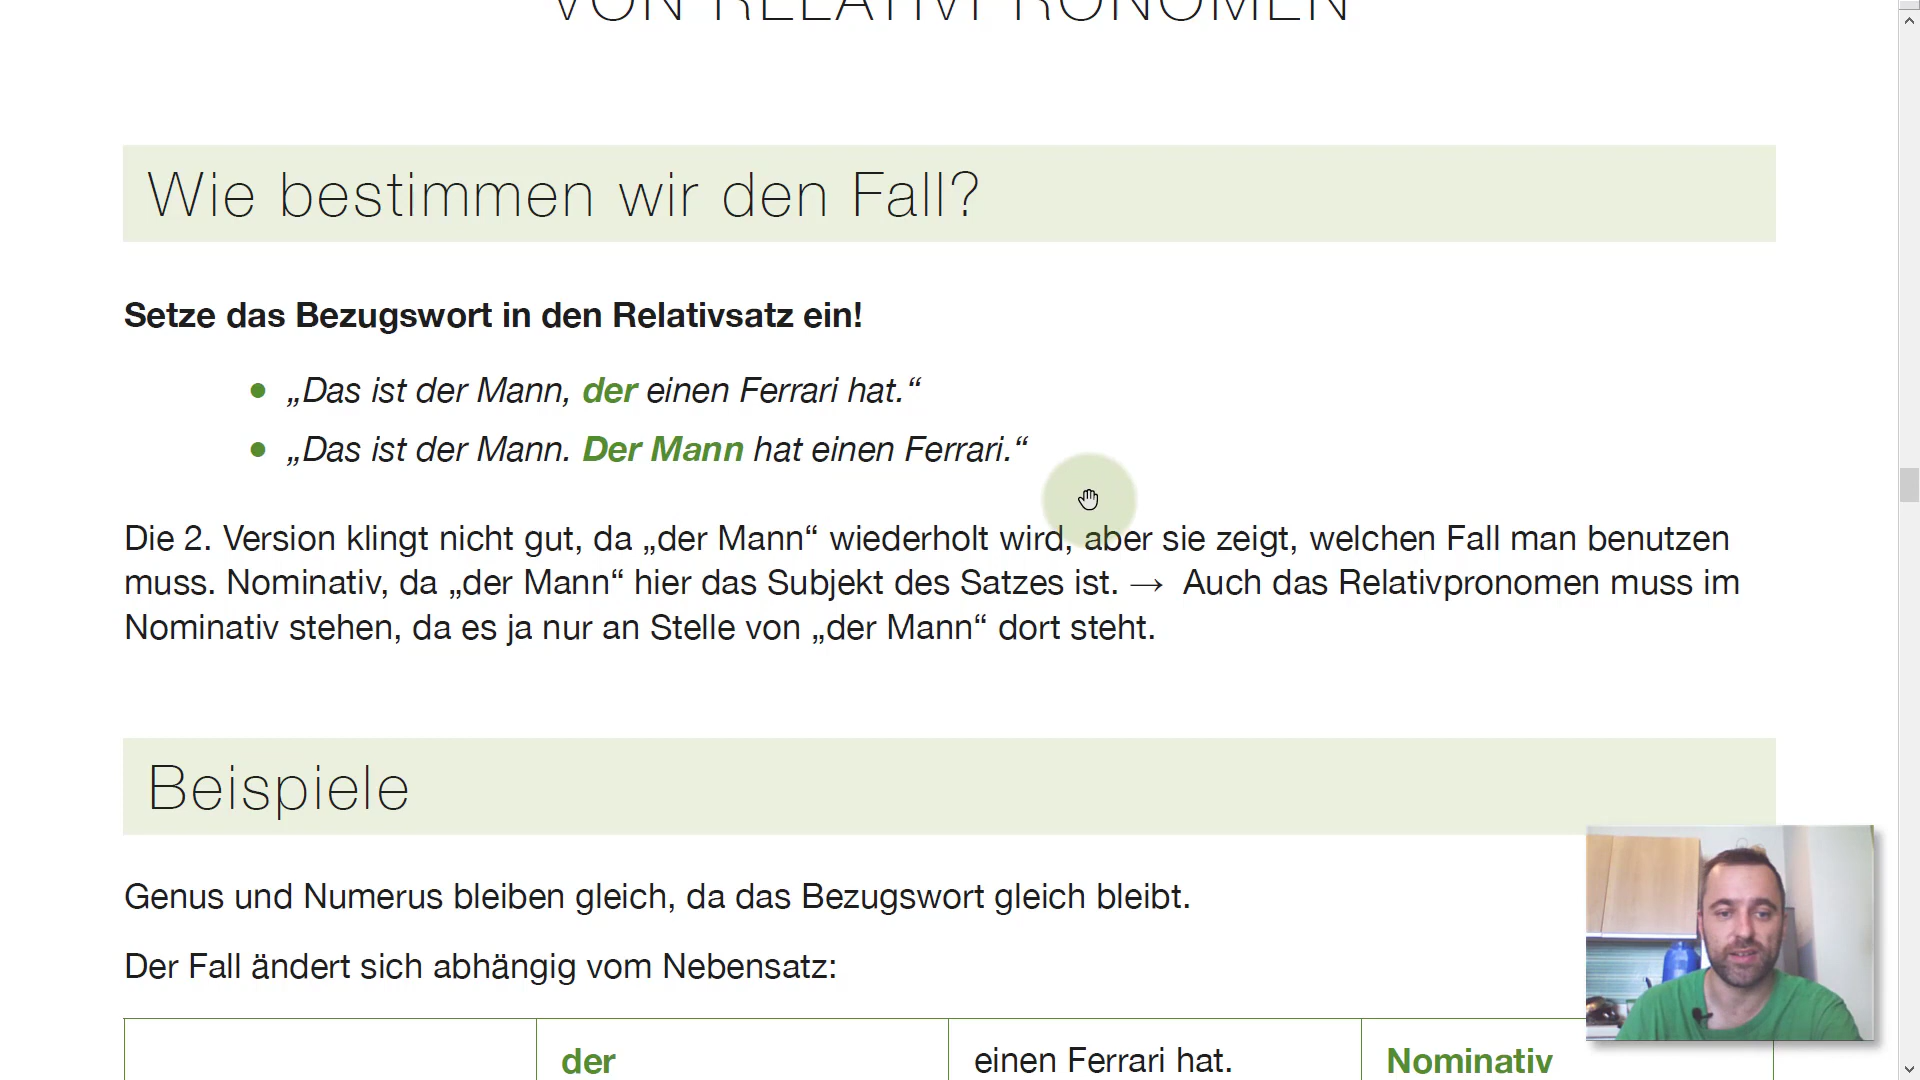 VON RELATIVPRONOMEN
Wie bestimmen wir den Fall?
Setze das Bezugswort in den Relativsatz ein!
• „Das ist der Mann, der einen Ferrari hat.“
• „Das ist der Mann. Der Mann hat einen Ferrari.“
Die 2. Version klingt nicht gut, da „der Mann“ wiederholt wird, aber sie zeigt, welchen Fall man benutzen
muss. Nominativ, da „der Mann“ hier das Subjekt des Satzes ist. → Auch das Relativpronomen muss im
Nominativ stehen, da es ja nur an Stelle von „der Mann“ dort steht.
Beispiele
Genus und Numerus bleiben gleich, da das Bezugswort gleich bleibt.
Der Fall ändert sich abhängig vom Nebensatz:
der einen Ferrari hat. Nominativ